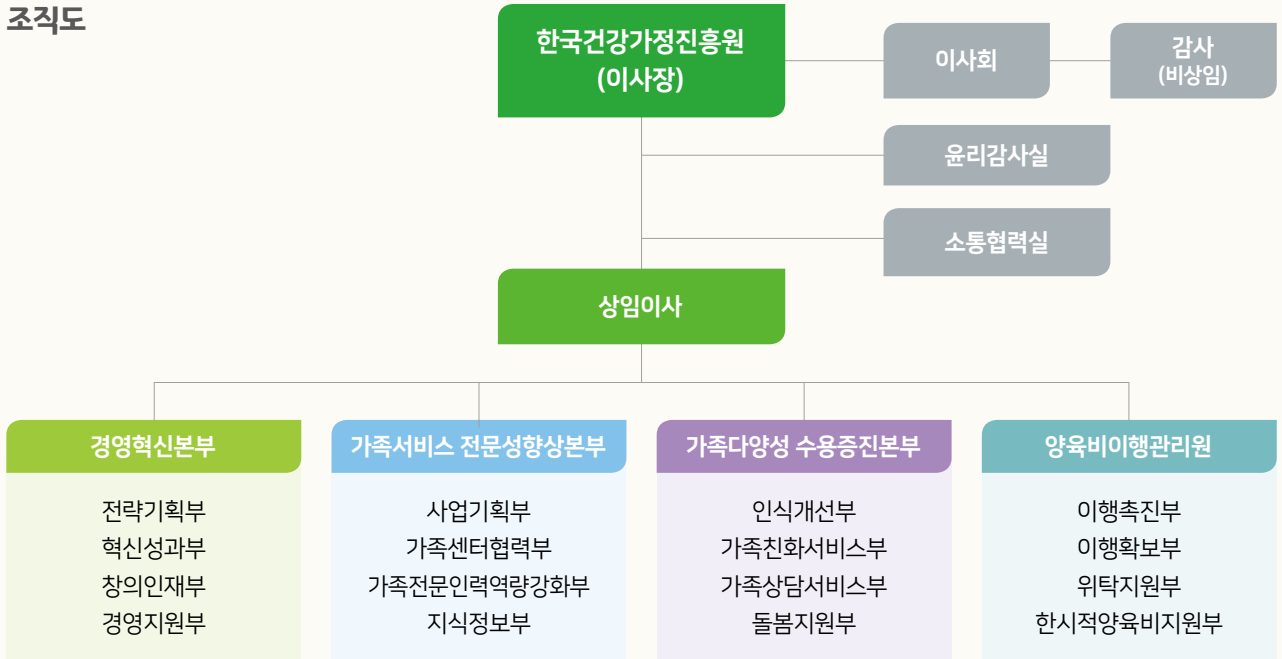 조직도
한국건강가정진흥원
(이사장)
이사회
감사
(비상임)
윤리감사실
소통협력실
상임이사
경영혁신본부
전략기획부
혁신성과부
창의인재부
경영지원부
가족서비스 전문성향상본부
사업기획부
가족센터협력부
가족전문인력역량강화부
지식정보부
가족다양성 수용증진본부
인식개선부
가족친화서비스부
가족상담서비스부
돌봄지원부
양육비이행관리원
이행촉진부
이행확보부
위탁지원부
한시적양육비지원부